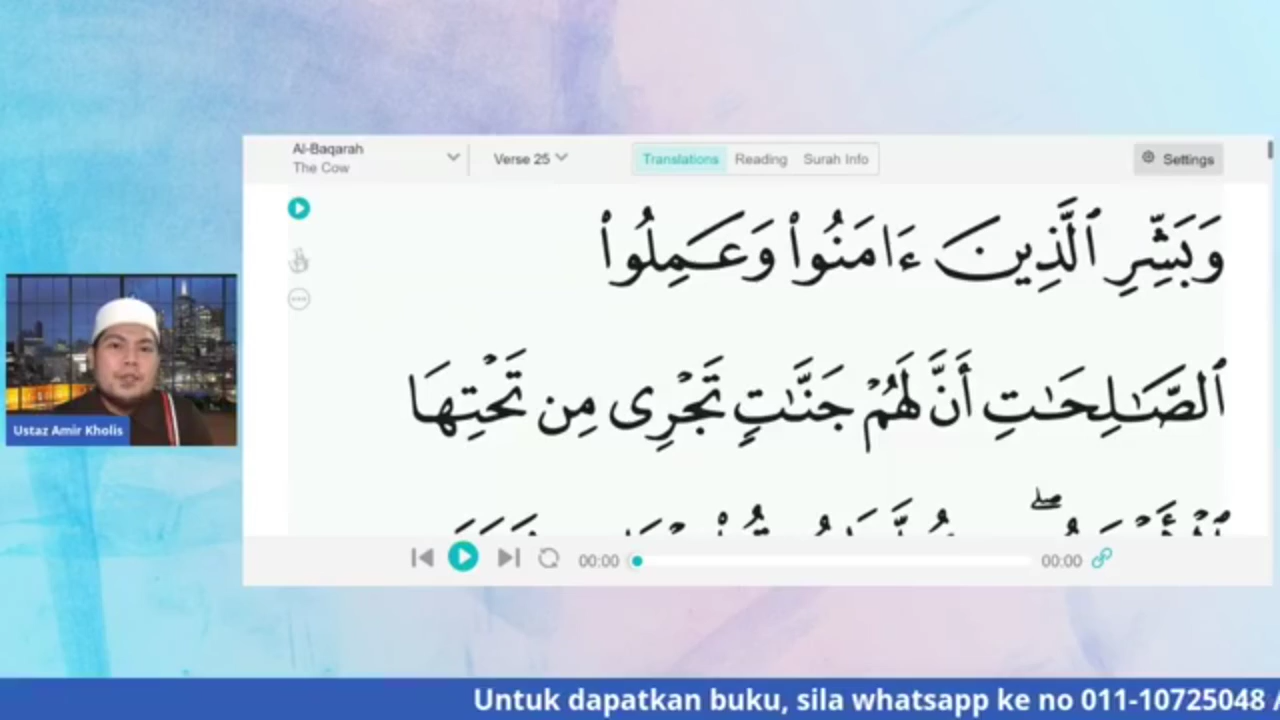 Al-Baqarah
The Cow
Verse 25
Translations
Reading
Surah Info
Settings
وَبَشِّرِ ٱلَّذِينَ ءَامَنُوا۟ وَعَمِلُوا۟
ٱلصَّـٰلِحَـٰتِ أَنَّ لَهُمْ جَنَّـٰتٍۢ تَجْرِى مِن تَحْتِهَا
Ustaz Amir Kholis
00:00
00:00
Untuk dapatkan buku, sila whatsapp ke no 011-10725048 /